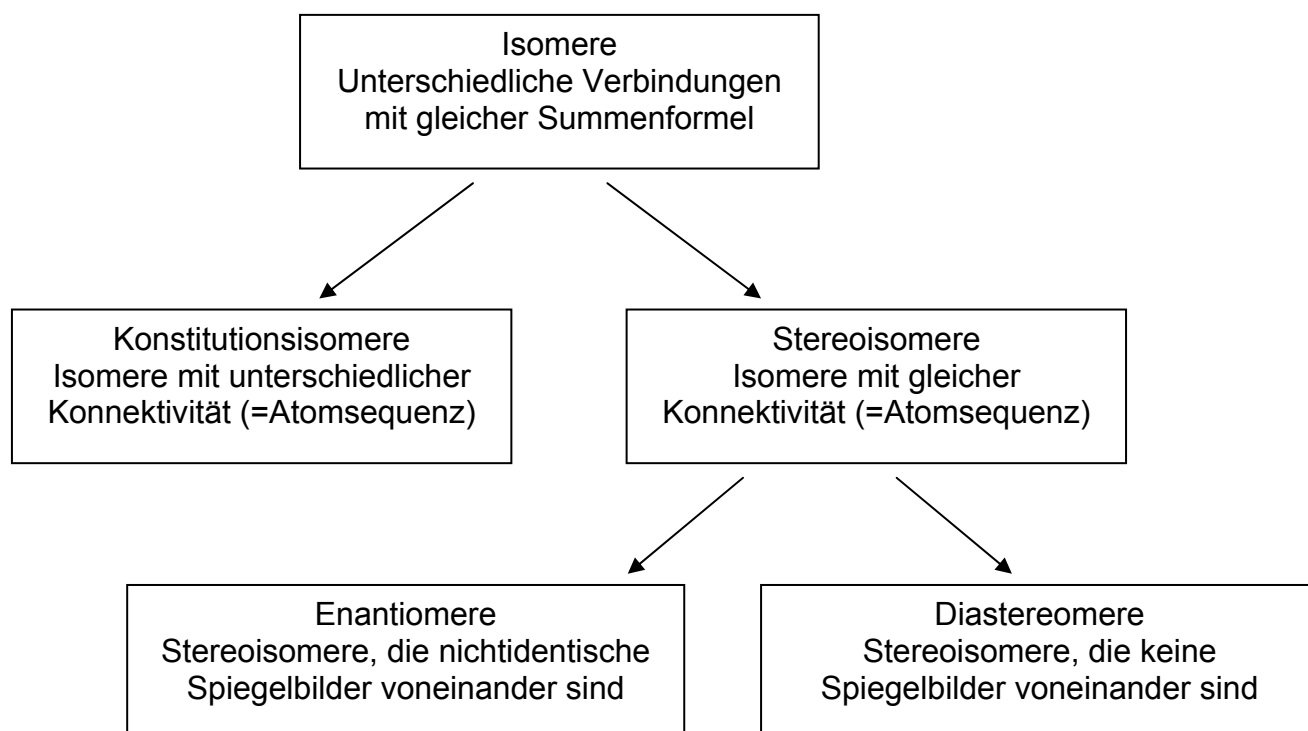 Isomere
Unterschiedliche Verbindungen
mit gleicher Summenformel
Konstitutionsisomere
Isomere mit unterschiedlicher
Konnektivität (=Atomsequenz)
Stereoisomere
Isomere mit gleicher
Konnektivität (=Atomsequenz)
Enantiomere
Stereoisomere, die nichtidentische
Spiegelbilder voneinander sind
Diastereomere
Stereoisomere, die keine
Spiegelbilder voneinander sind